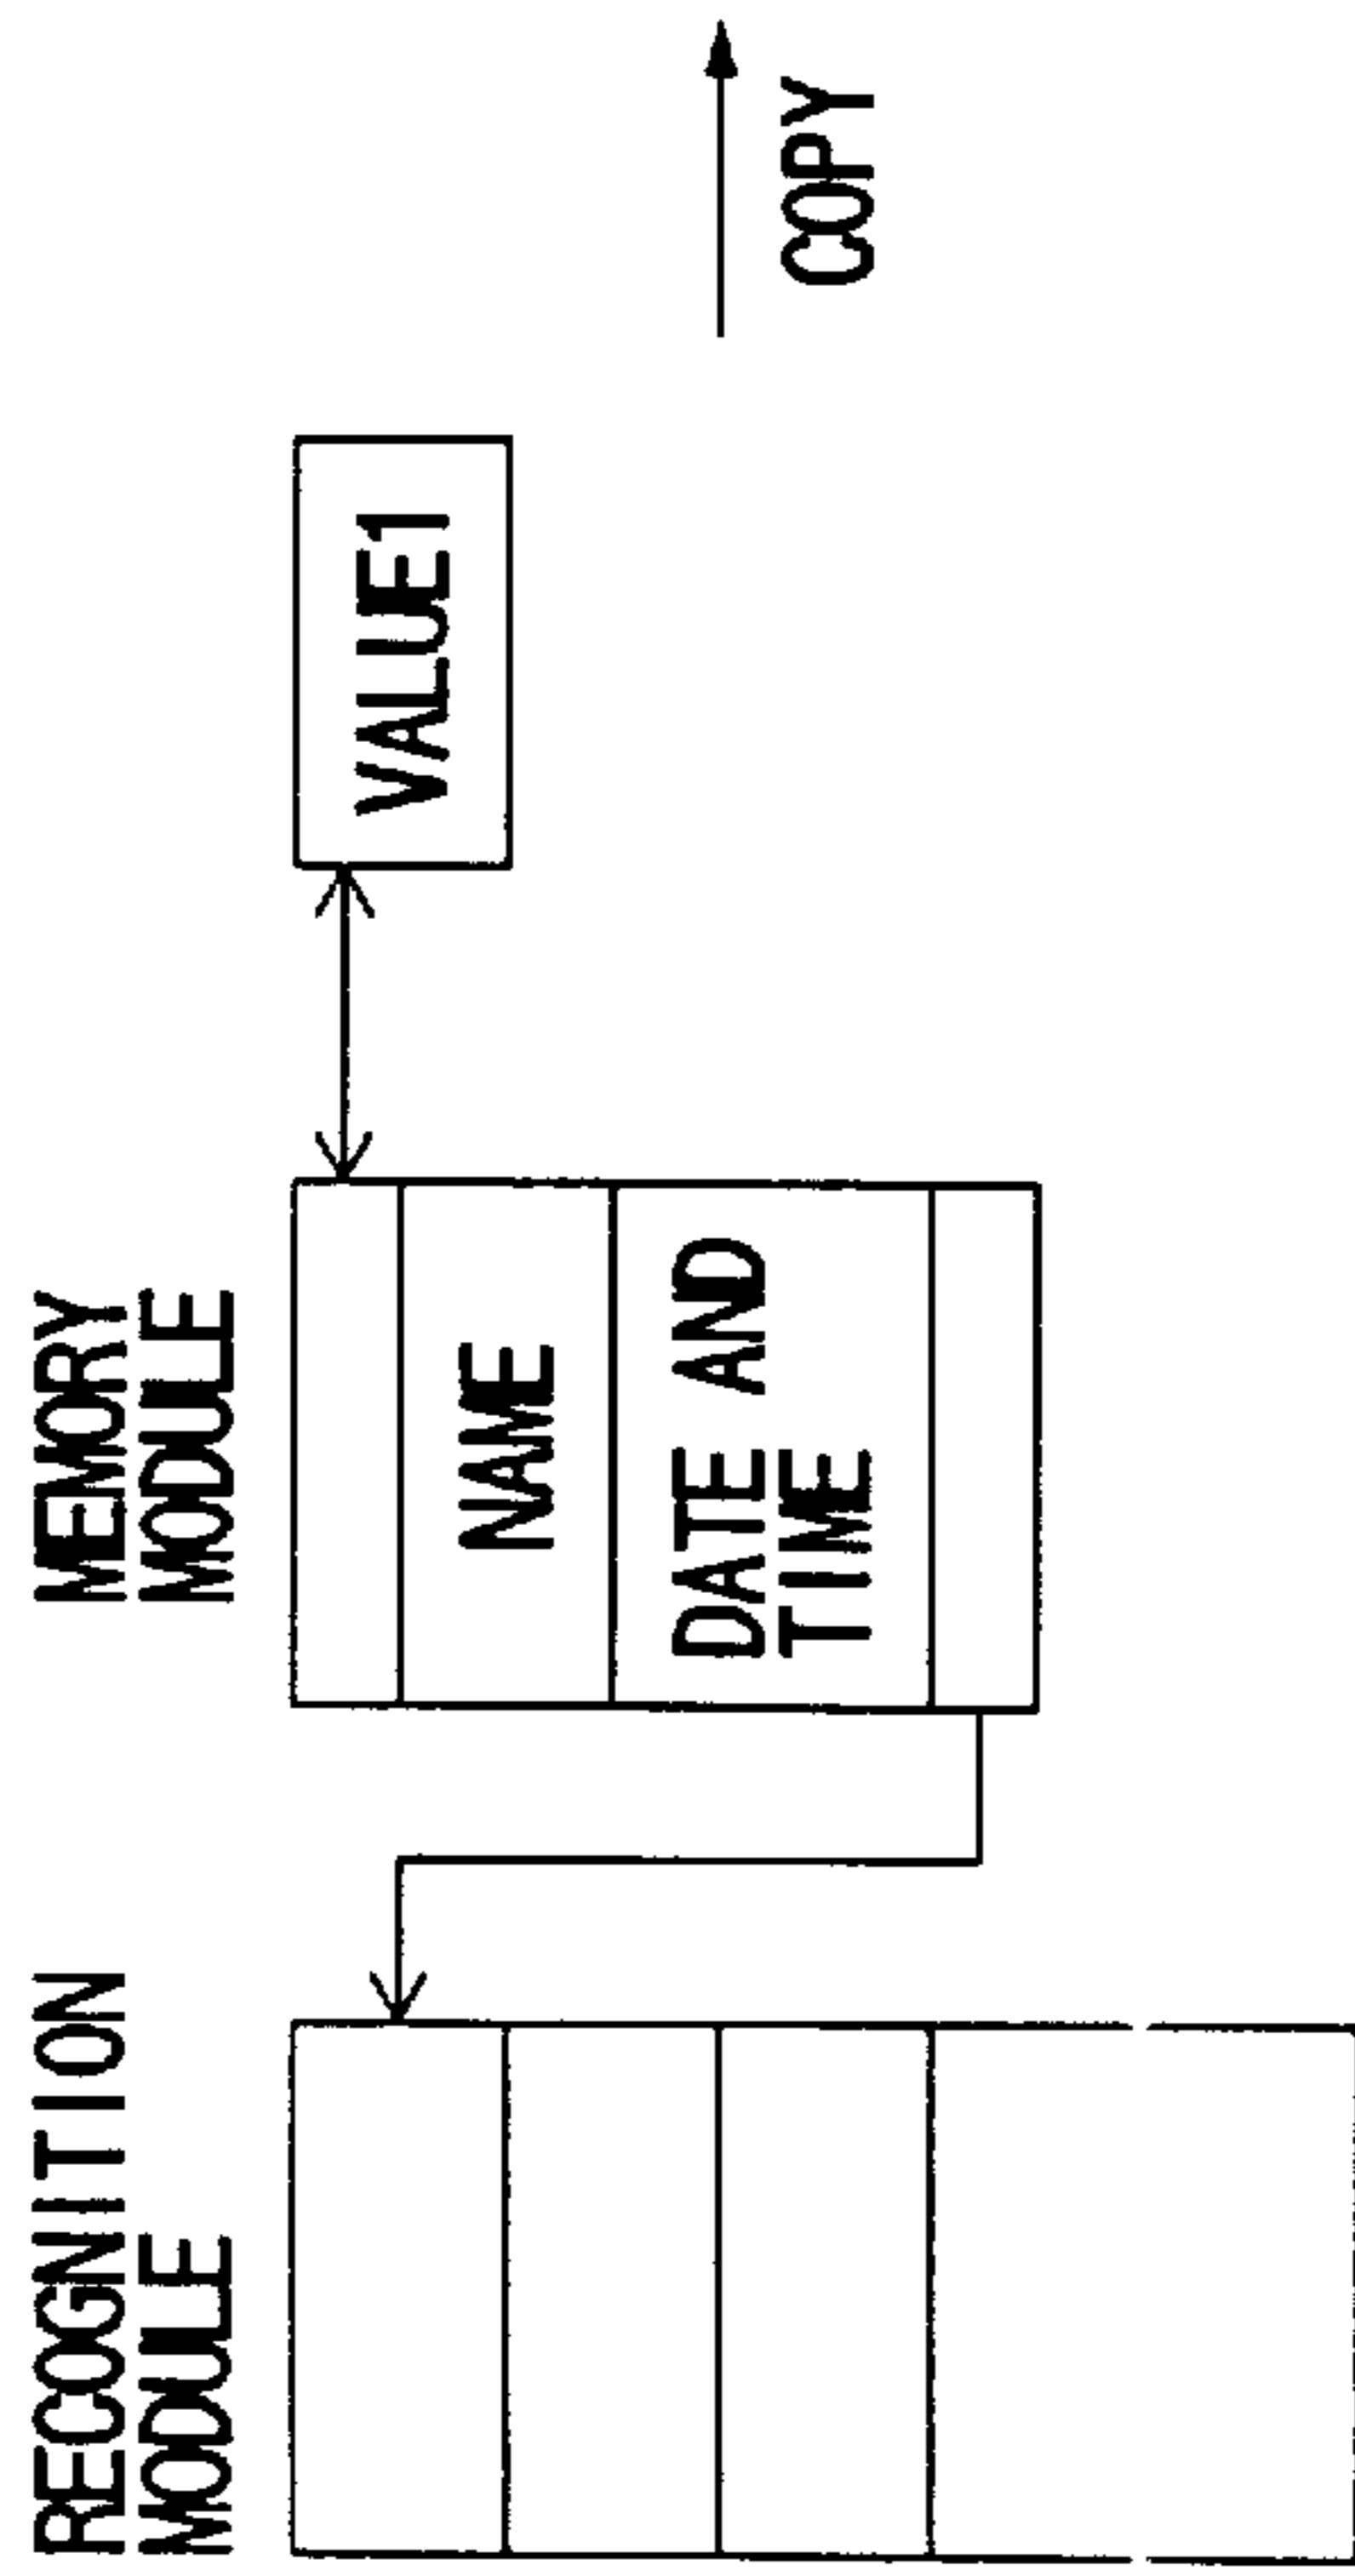 RECOGNITION
MODULE
MEMORY
MODULE
NAME
DATE AND
TIME
VALUE1
COPY